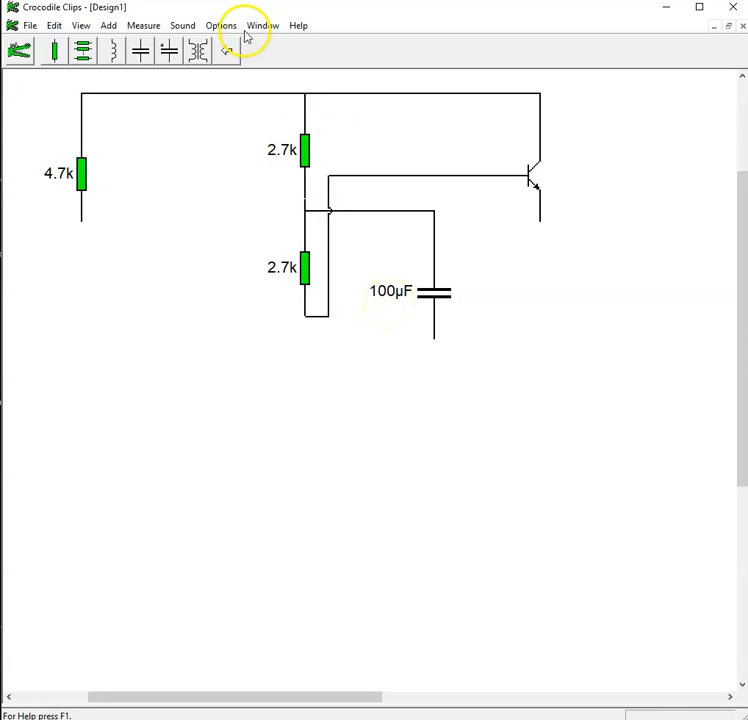 Crocodile Clips - [Design1]
File Edit View Add Measure Sound Options Window Help
2.7k
4.7k
2.7k
100µF
For Help press F1.